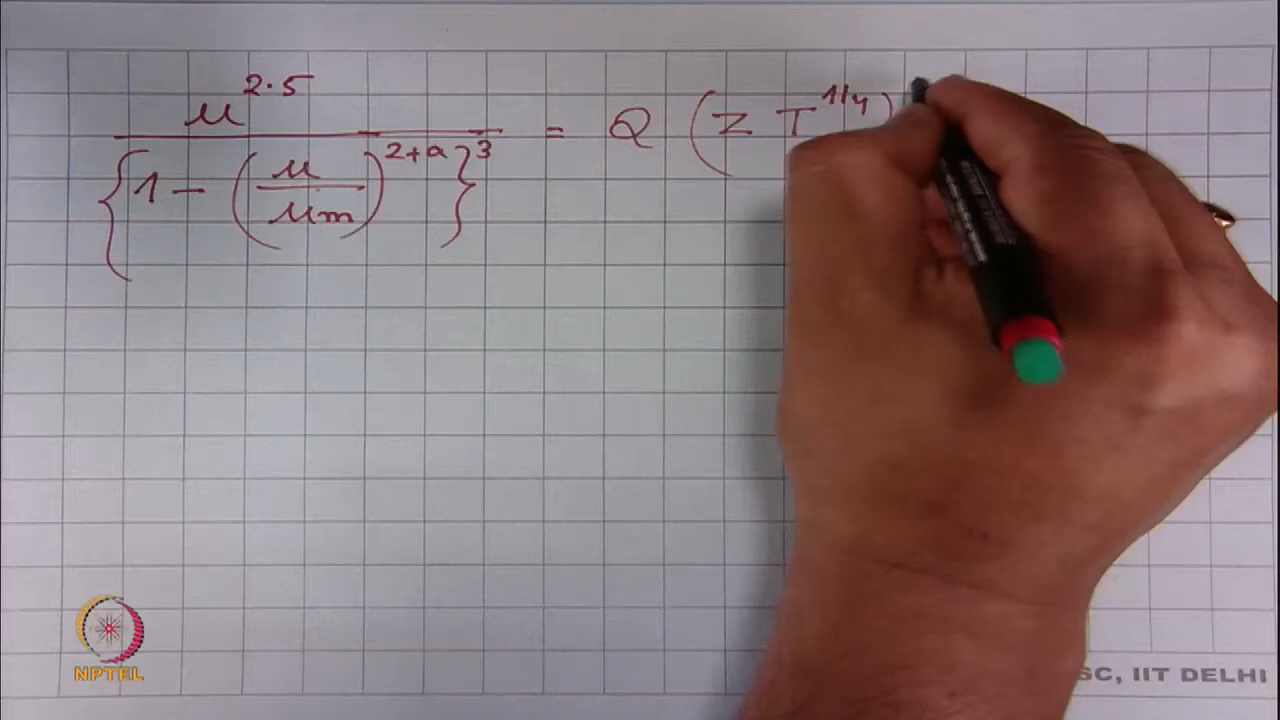 μ^2.5 / {1 - (μ/μm)^2+a}^3 = Q (Z T^1/4)
NPTEL
SC, IIT DELHI